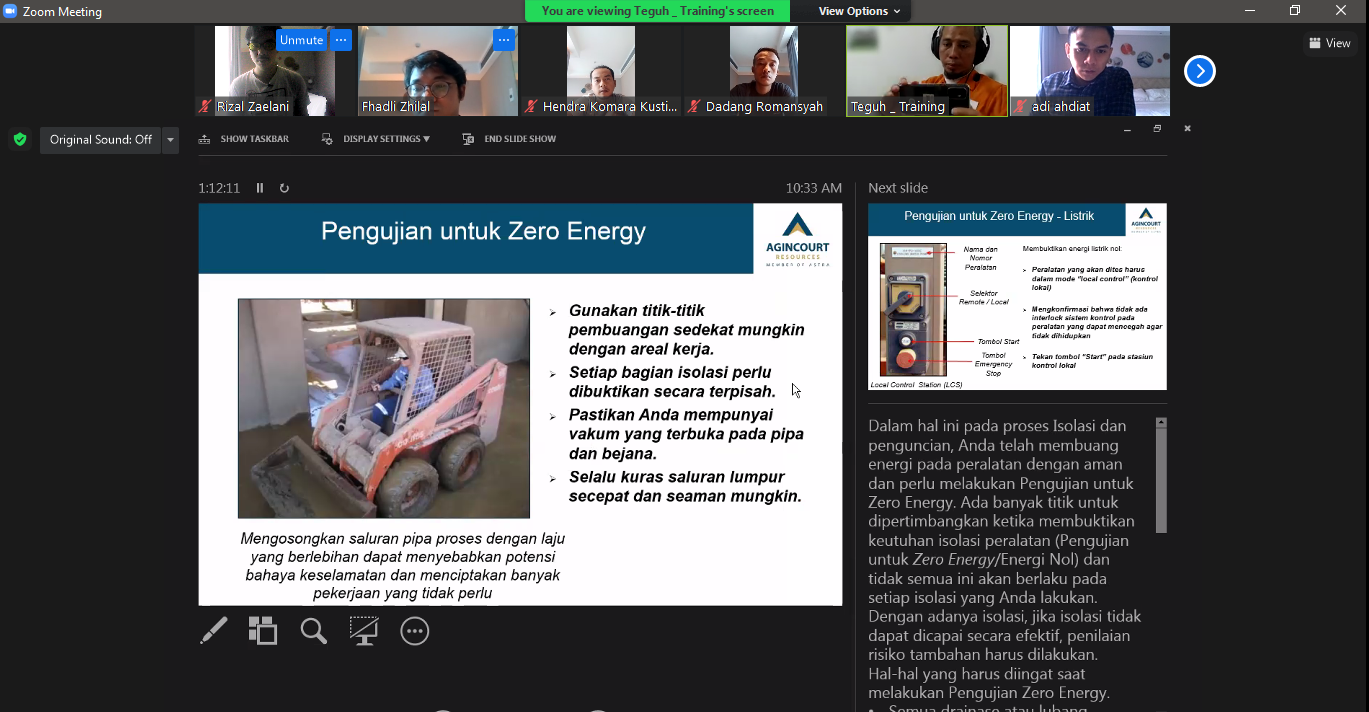 Zoom Meeting
You are viewing Teguh _ Training's screen
View Options
View
Unmute
Rizal Zaelani
Fhadli Zhilal
Hendra Komara Kusti...
Dadang Romansyah
Teguh _ Training
adi ahdiat
Original Sound: Off
SHOW TASKBAR
DISPLAY SETTINGS
END SLIDE SHOW
1:12:11
10:33 AM
Pengujian untuk Zero Energy
AGINCOURT
RESOURCES
MEMBER OF ASTRA
Gunakan titik-titik
pembuangan sedekat mungkin
dengan areal kerja.
Setiap bagian isolasi perlu
dibuktikan secara terpisah.
Pastikan Anda mempunyai
vakum yang terbuka pada pipa
dan bejana.
Selalu kuras saluran lumpur
secepat dan seaman mungkin.
Mengosongkan saluran pipa proses dengan laju
yang berlebihan dapat menyebabkan potensi
bahaya keselamatan dan menciptakan banyak
pekerjaan yang tidak perlu
Next slide
Pengujian untuk Zero Energy - Listrik
AGINCOURT
RESOURCES
Nama dan
Nomor
Peralatan
Selektor
Remote / Local
Tombol Start
Tombol
Emergency
Stop
Local Control Station (LCS)
Membuktikan energi listrik nol:
Peralatan yang akan dites harus
dalam mode "local control" (kontrol
lokal)
Mengkonfirmasi bahwa tidak ada
interlock sistem kontrol pada
peralatan yang dapat mencegah agar
tidak dihidupkan
Tekan tombol "Start" pada stasiun
kontrol lokal
Dalam hal ini pada proses Isolasi dan
penguncian, Anda telah membuang
energi pada peralatan dengan aman
dan perlu melakukan Pengujian untuk
Zero Energy. Ada banyak titik untuk
dipertimbangkan ketika membuktikan
keutuhan isolasi peralatan (Pengujian
untuk Zero Energy/Energi Nol) dan
tidak semua ini akan berlaku pada
setiap isolasi yang Anda lakukan.
Dengan adanya isolasi, jika isolasi tidak
dapat dicapai secara efektif, penilaian
risiko tambahan harus dilakukan.
Hal-hal yang harus diingat saat
melakukan Pengujian Zero Energy.
• Semua drainase atau lubang